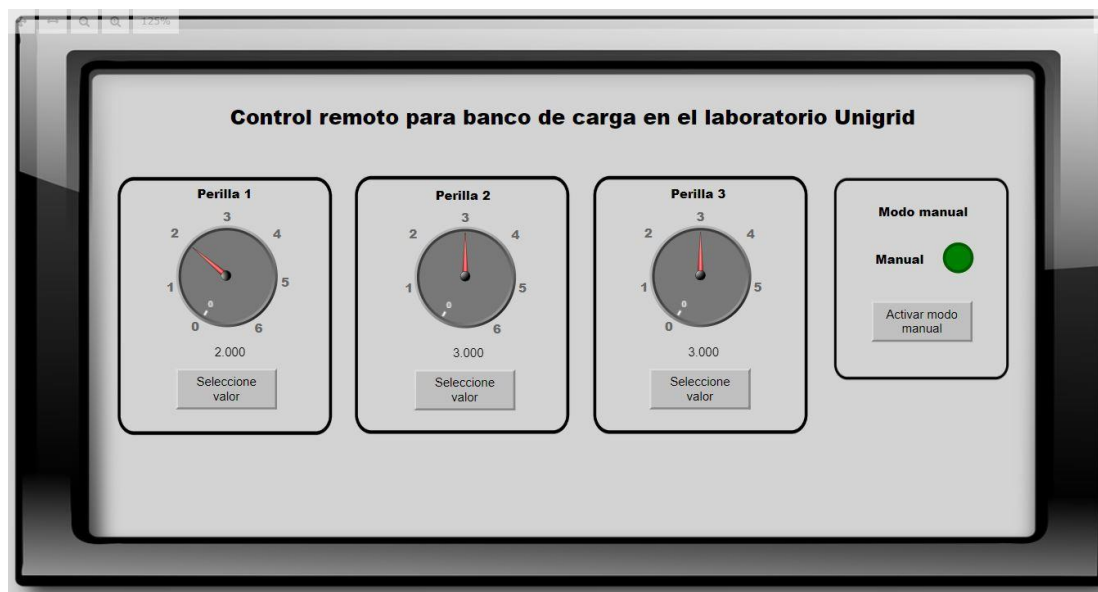 125%
Control remoto para banco de carga en el laboratorio Unigrid
Perilla 1
3
2 4
1 5
0
0 6
2.000
Seleccione
valor
Perilla 2
3
2 4
1 5
0
6
3.000
Seleccione
valor
Perilla 3
3
2 4
1 5
0
0 6
3.000
Seleccione
valor
Modo manual
Manual
Activar modo
manual